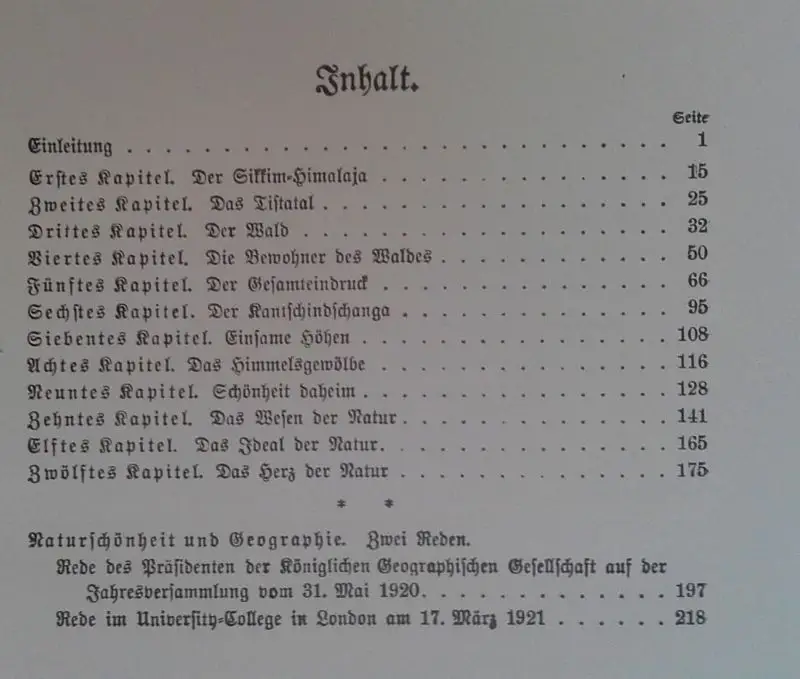 Inhalt.
Seite
Einleitung . . . . . . . . . . . . . . . . . . . . . . . . . . . . 1
Erstes Kapitel. Der Sikkim-Himalaja . . . . . . . . . . . . . . . 15
Zweites Kapitel. Das Tistatal . . . . . . . . . . . . . . . . . . 25
Drittes Kapitel. Der Wald . . . . . . . . . . . . . . . . . . . 32
Viertes Kapitel. Die Bewohner des Waldes . . . . . . . . . . . . 50
Fünftes Kapitel. Der Gesamteindruck . . . . . . . . . . . . . . . 66
Sechstes Kapitel. Der Kantschindschanga . . . . . . . . . . . . . . 95
Siebentes Kapitel. Einsame Höhen . . . . . . . . . . . . . . . . 108
Achtes Kapitel. Das Himmelsgewölbe . . . . . . . . . . . . . . . 116
Neuntes Kapitel. Schönheit daheim . . . . . . . . . . . . . . . . 128
Zehntes Kapitel. Das Wesen der Natur . . . . . . . . . . . . . . 141
Elftes Kapitel. Das Ideal der Natur. . . . . . . . . . . . . . . 165
Zwölftes Kapitel. Das Herz der Natur . . . . . . . . . . . . . . 175
* *
Naturschönheit und Geographie. Zwei Reden.
Rede des Präsidenten der Königlichen Geographischen Gesellschaft auf der
Jahresversammlung vom 31. Mai 1920. . . . . . . . . . . . . 197
Rede im University-College in London am 17. März 1921 . . . . . . 218